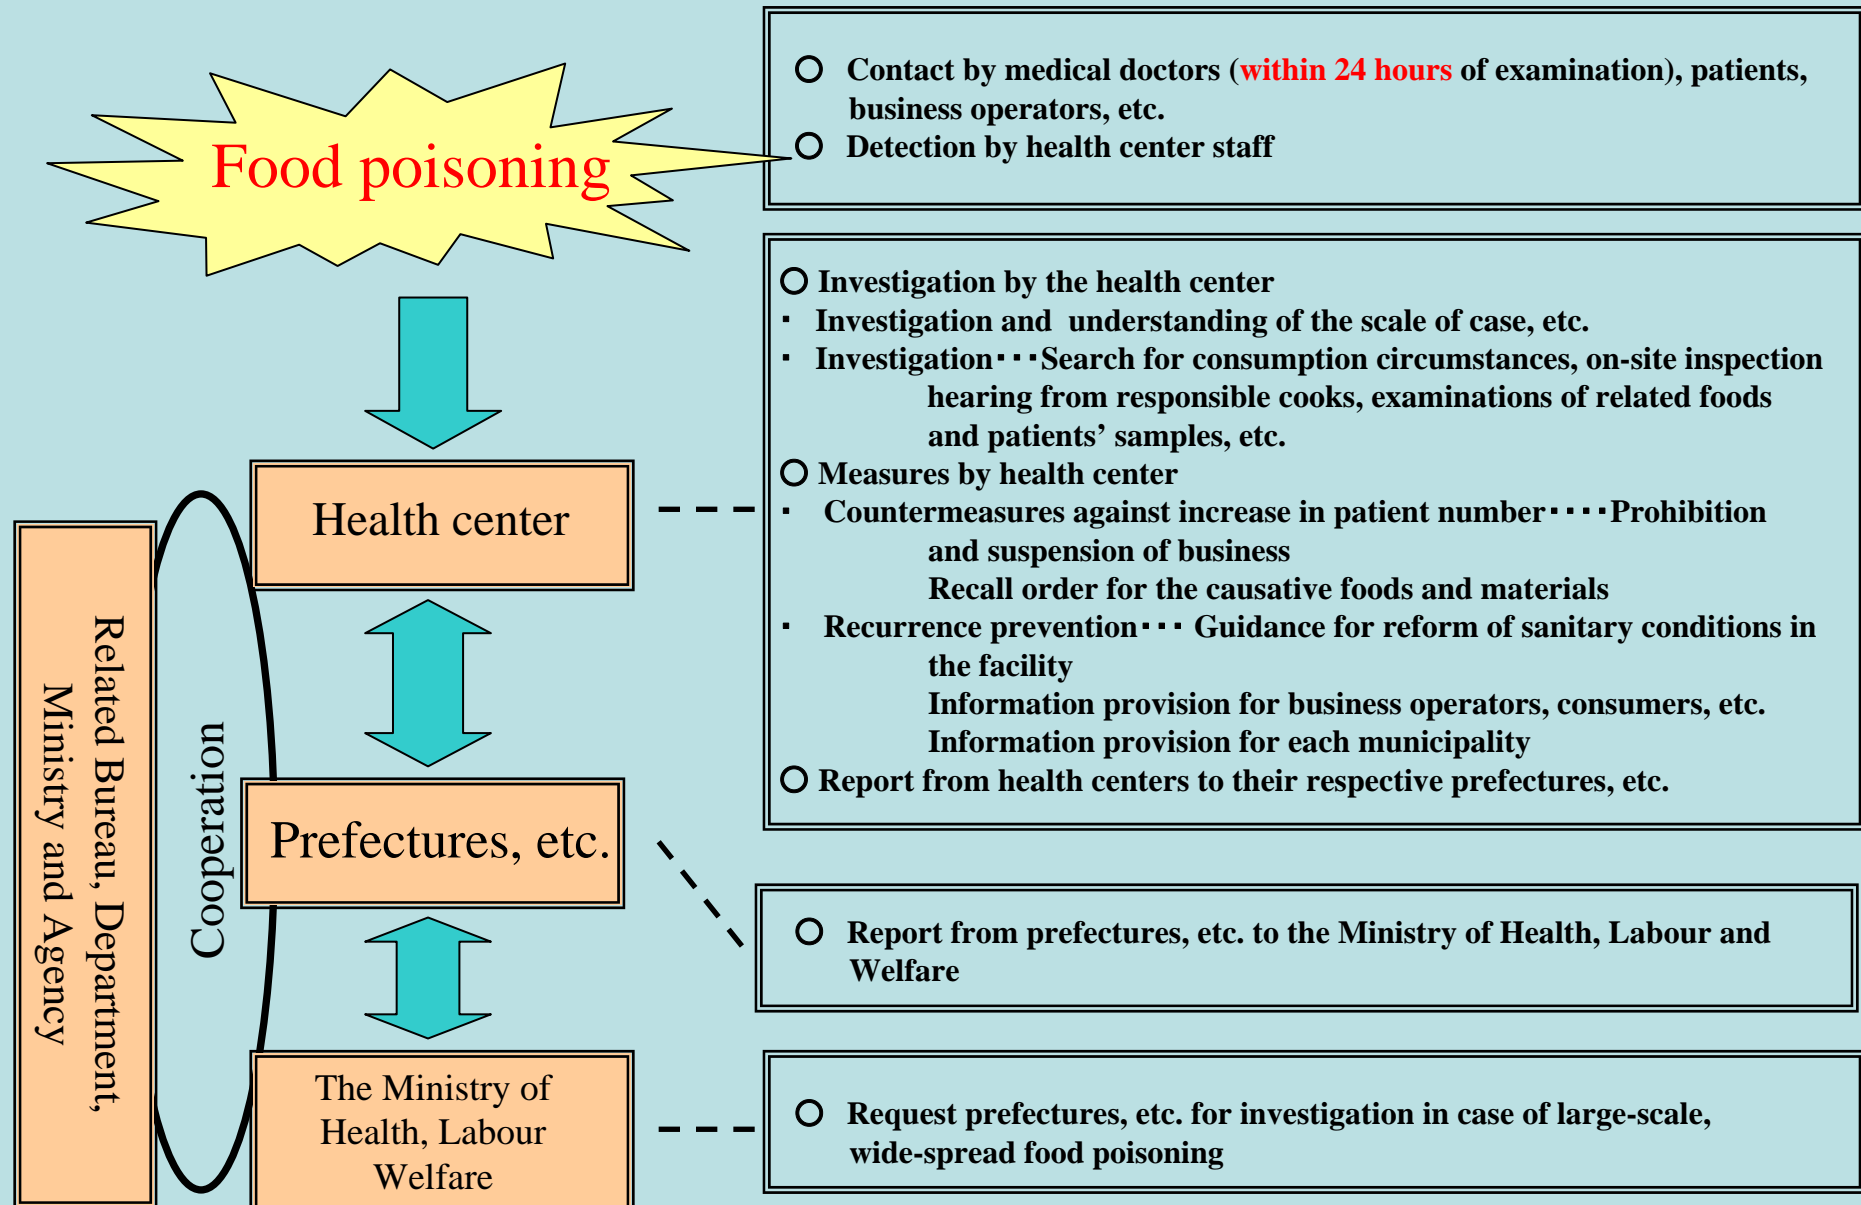 Food poisoning
○ Contact by medical doctors (within 24 hours of examination), patients,
business operators, etc.
○ Detection by health center staff
○ Investigation by the health center
・ Investigation and understanding of the scale of case, etc.
・ Investigation・・・Search for consumption circumstances, on-site inspection
hearing from responsible cooks, examinations of related foods
and patients’ samples, etc.
○ Measures by health center
・ Countermeasures against increase in patient number・・・・Prohibition
and suspension of business
Recall order for the causative foods and materials
・ Recurrence prevention・・・ Guidance for reform of sanitary conditions in
the facility
Information provision for business operators, consumers, etc.
Information provision for each municipality
○ Report from health centers to their respective prefectures, etc.
Health center
Related Bureau, Department,
Ministry and Agency
Cooperation
Prefectures, etc.
○ Report from prefectures, etc. to the Ministry of Health, Labour and
Welfare
The Ministry of
Health, Labour
Welfare
○ Request prefectures, etc. for investigation in case of large-scale,
wide-spread food poisoning